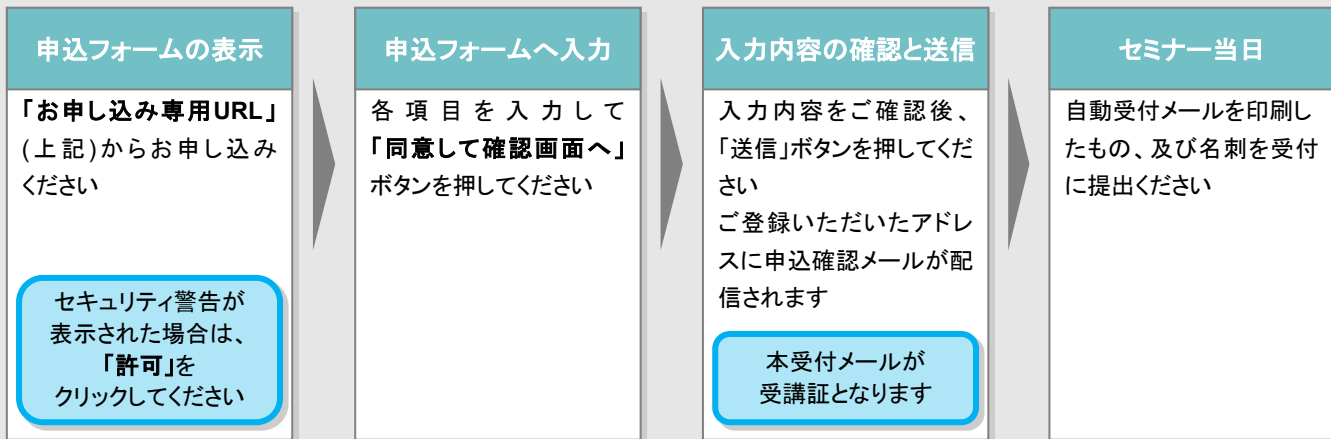 申込フォームの表示
「お申し込み専用URL」
(上記)からお申し込み
ください
セキュリティ警告が
表示された場合は、
「許可」を
クリックしてください
申込フォームへ入力
各項目を入力して
「同意して確認画面へ」
ボタンを押してください
入力内容の確認と送信
入力内容をご確認後、
「送信」ボタンを押してくだ
さい
ご登録いただいたアドレ
スに申込確認メールが配
信されます
本受付メールが
受講証となります
セミナー当日
自動受付メールを印刷し
たもの、及び名刺を受付
に提出ください